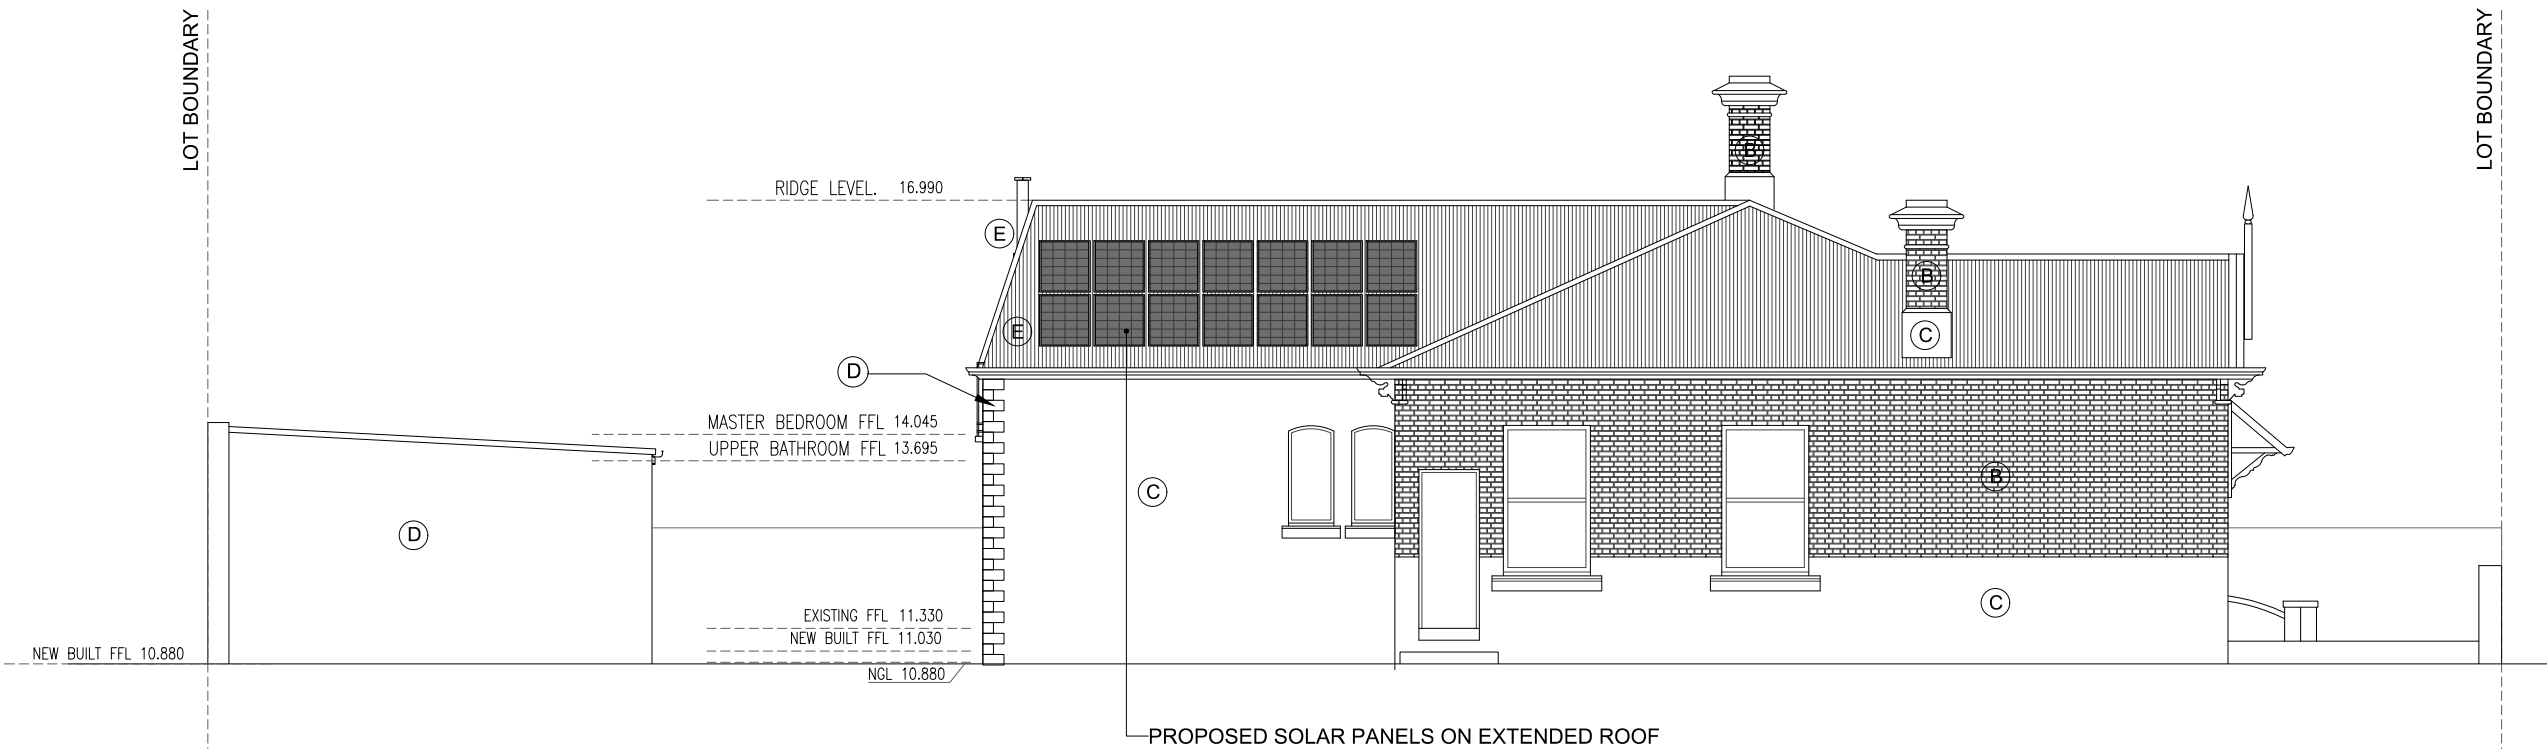 LOT BOUNDARY
LOT BOUNDARY
B
RIDGE LEVEL. 16.990
E
B
E
C
D
MASTER BEDROOM FFL 14.045
UPPER BATHROOM FFL 13.695
B
C
D
C
EXISTING FFL 11.330
NEW BUILT FFL 11.030
NEW BUILT FFL 10.880
NGL 10.880
PROPOSED SOLAR PANELS ON EXTENDED ROOF